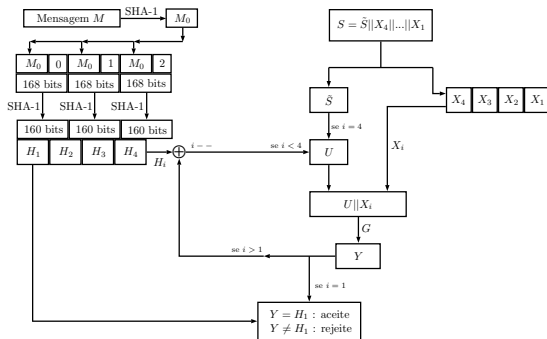 Mensagem M
SHA-1
M₀
M₀ 0 M₀ 1 M₀ 2
168 bits 168 bits 168 bits
SHA-1 SHA-1 SHA-1
160 bits 160 bits 160 bits
H₁ H₂ H₃ H₄
Hᵢ
i − −
se i < 4
S = S̃||X₄||...||X₁
S̃
X₄ X₃ X₂ X₁
se i = 4
U
Xᵢ
U||Xᵢ
G
Y
se i > 1
se i = 1
Y = H₁ : aceite
Y ≠ H₁ : rejeite